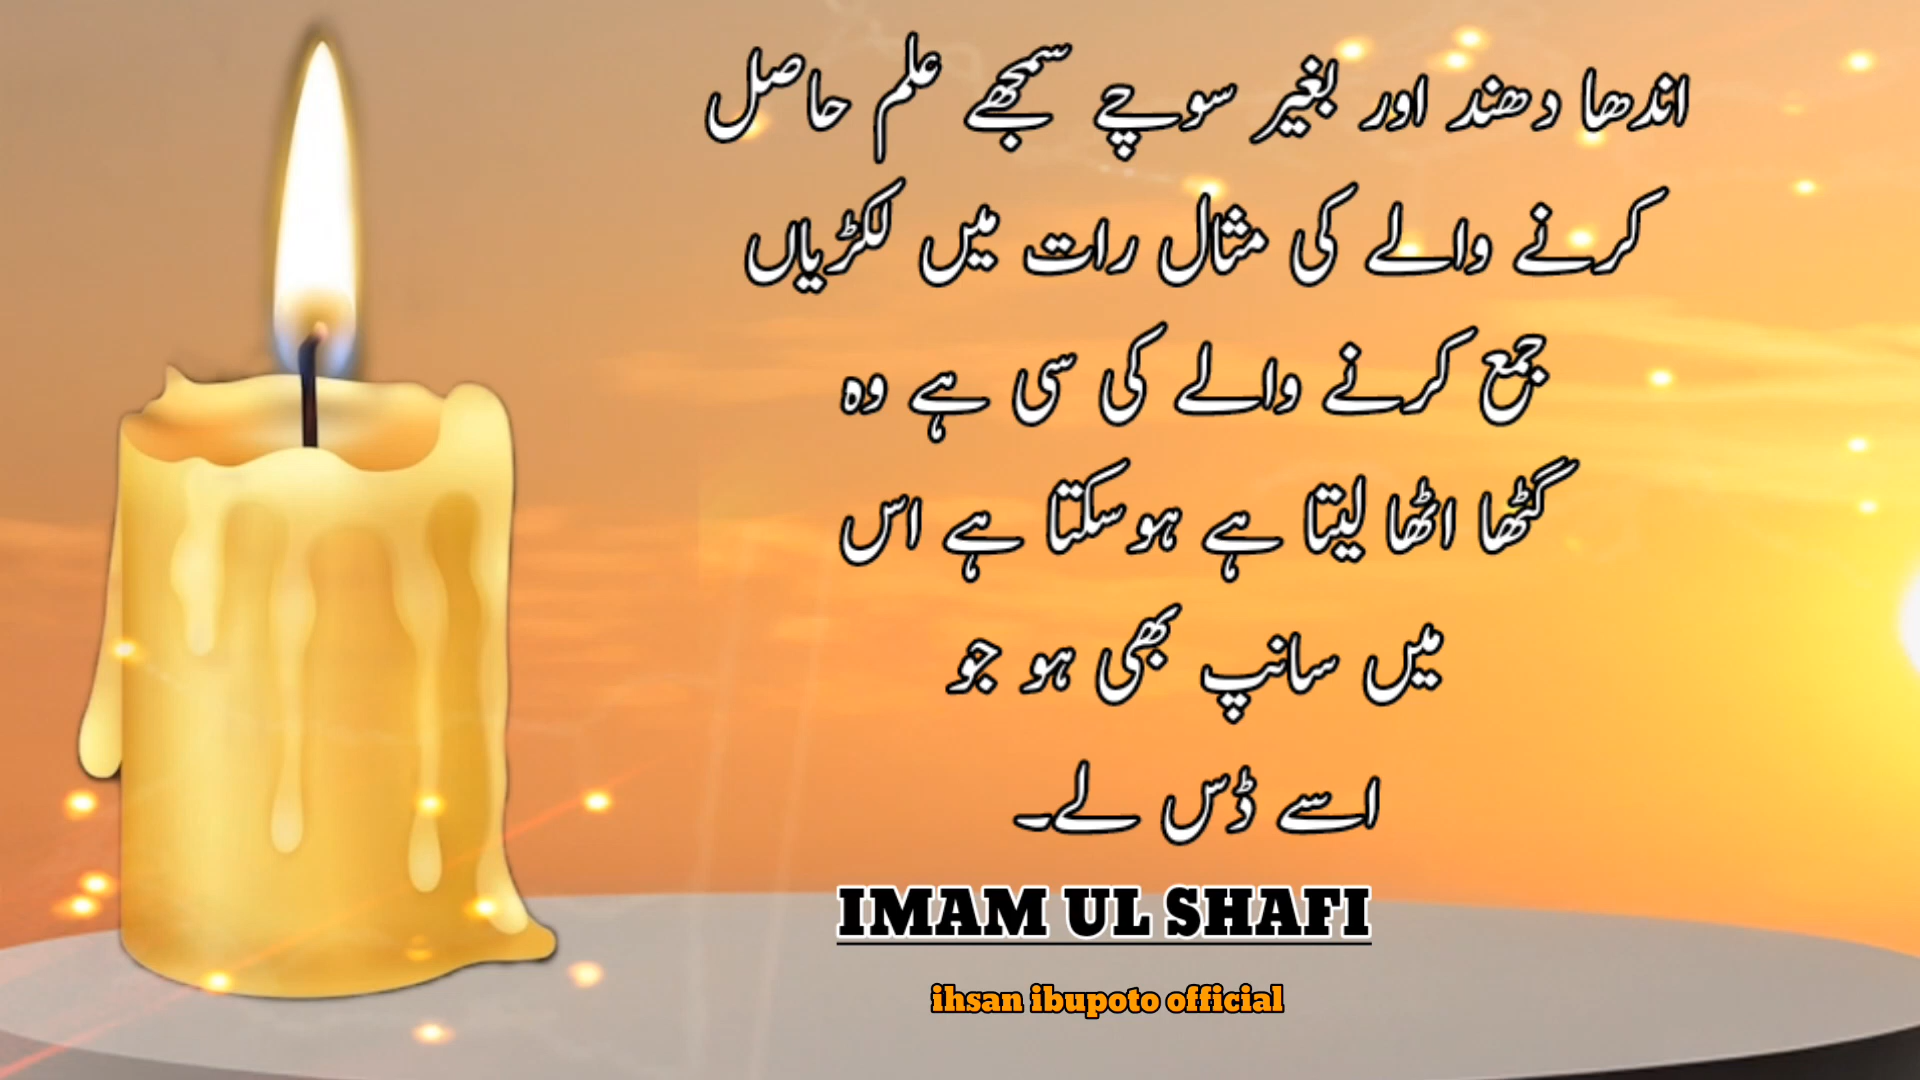 اندھا دھند اور بغیر سوچے سمجھے علم حاصل
کرنے والے کی مثال رات میں لکڑیاں
جمع کرنے والے کی سی ہے وہ
گٹھا اٹھا لیتا ہے ہوسکتا ہے اس
میں سانپ بھی ہو جو
اسے ڈس لے۔
IMAM UL SHAFI
ihsan ibupoto official